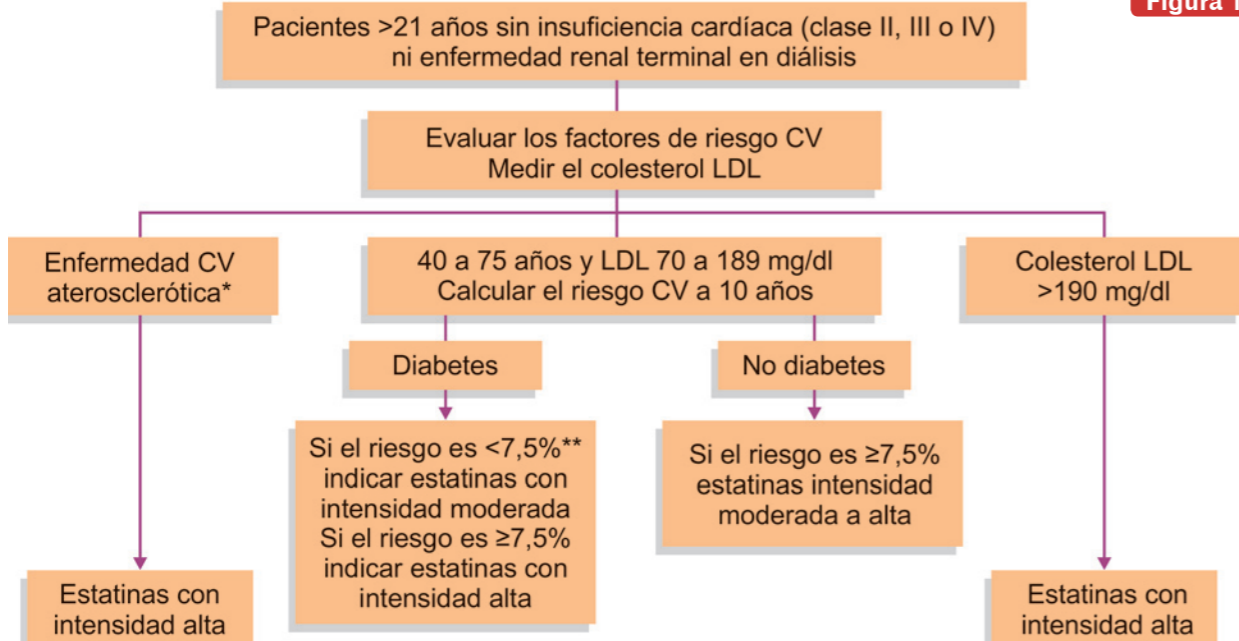 Figura 1
Pacientes >21 años sin insuficiencia cardíaca (clase II, III o IV)
ni enfermedad renal terminal en diálisis
Evaluar los factores de riesgo CV
Medir el colesterol LDL
Enfermedad CV
aterosclerótica*
40 a 75 años y LDL 70 a 189 mg/dl
Calcular el riesgo CV a 10 años
Colesterol LDL
>190 mg/dl
Diabetes
No diabetes
Si el riesgo es <7,5%**
indicar estatinas con
intensidad moderada
Si el riesgo es ≥7,5%
indicar estatinas con
intensidad alta
Si el riesgo es ≥7,5%
estatinas intensidad
moderada a alta
Estatinas con
intensidad alta
Estatinas con
intensidad alta